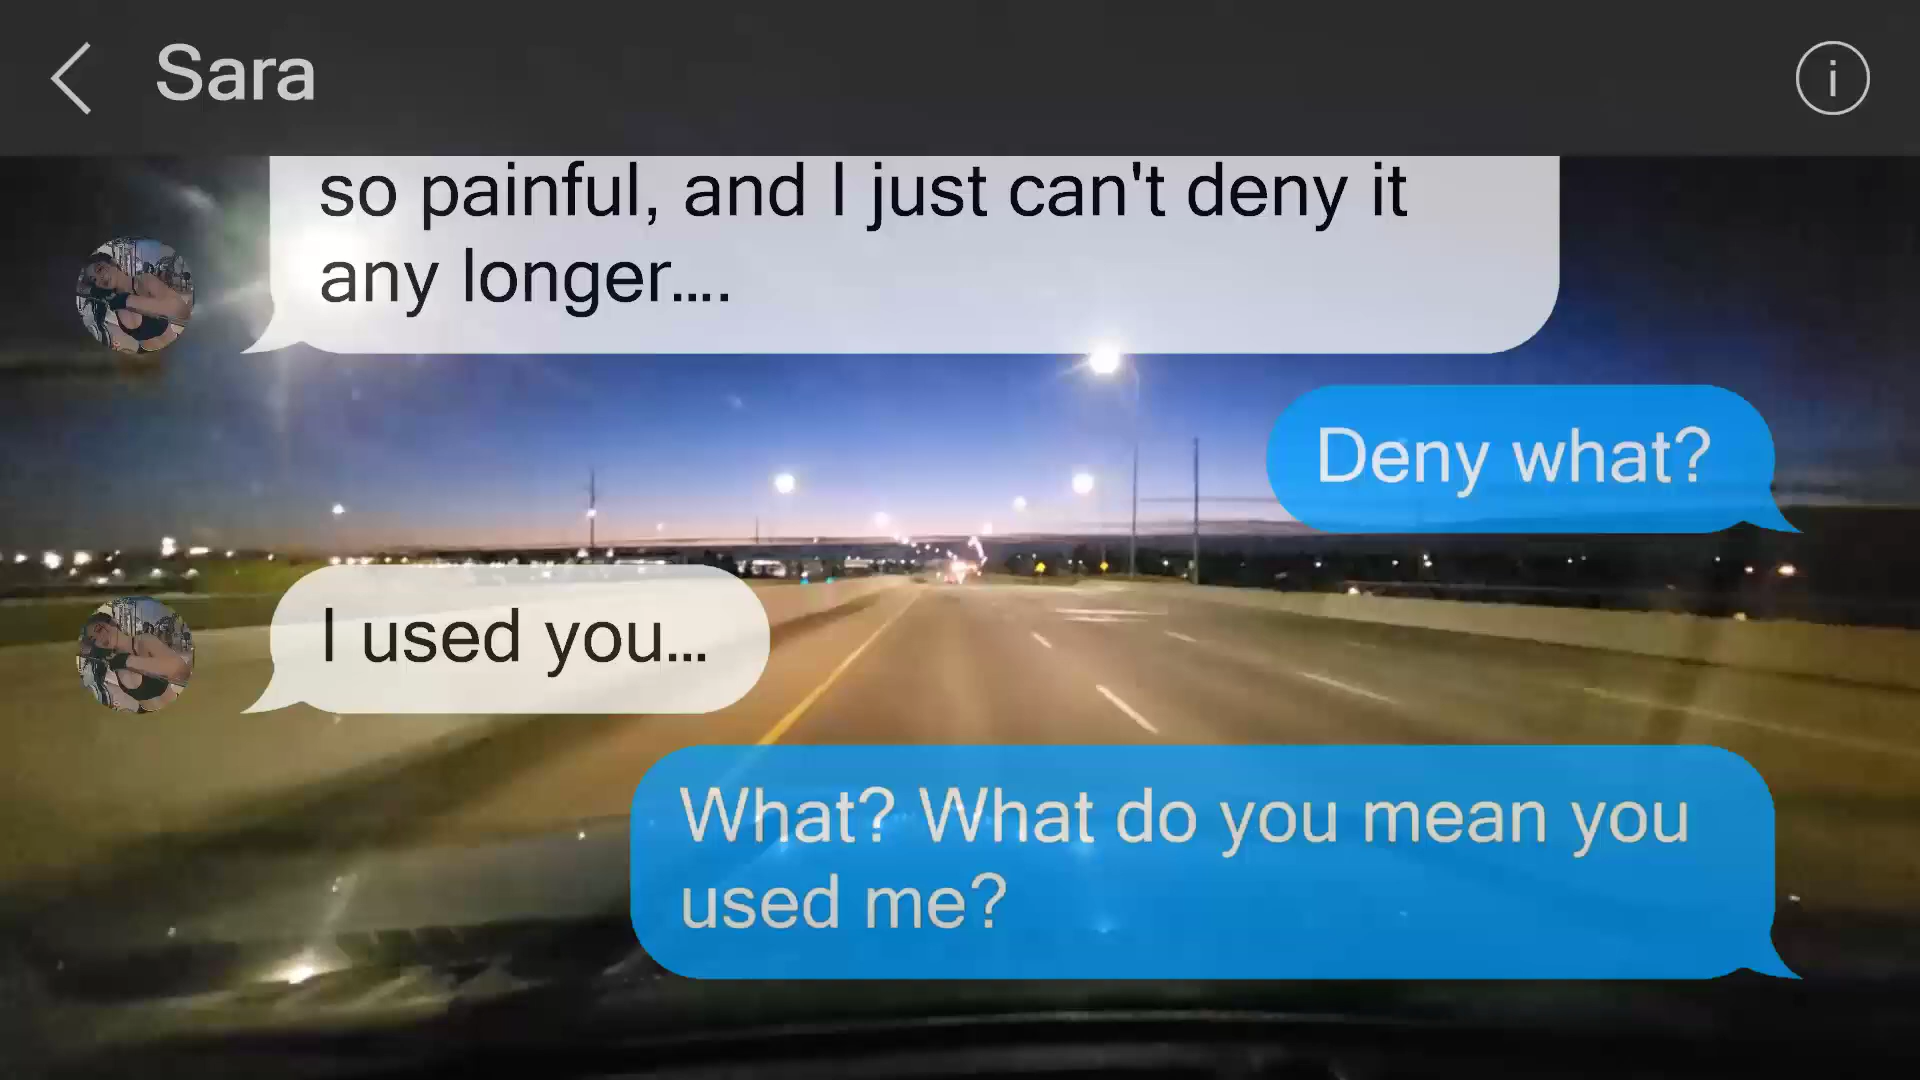 Sara
so painful, and I just can't deny it
any longer....
Deny what?
I used you...
What? What do you mean you
used me?